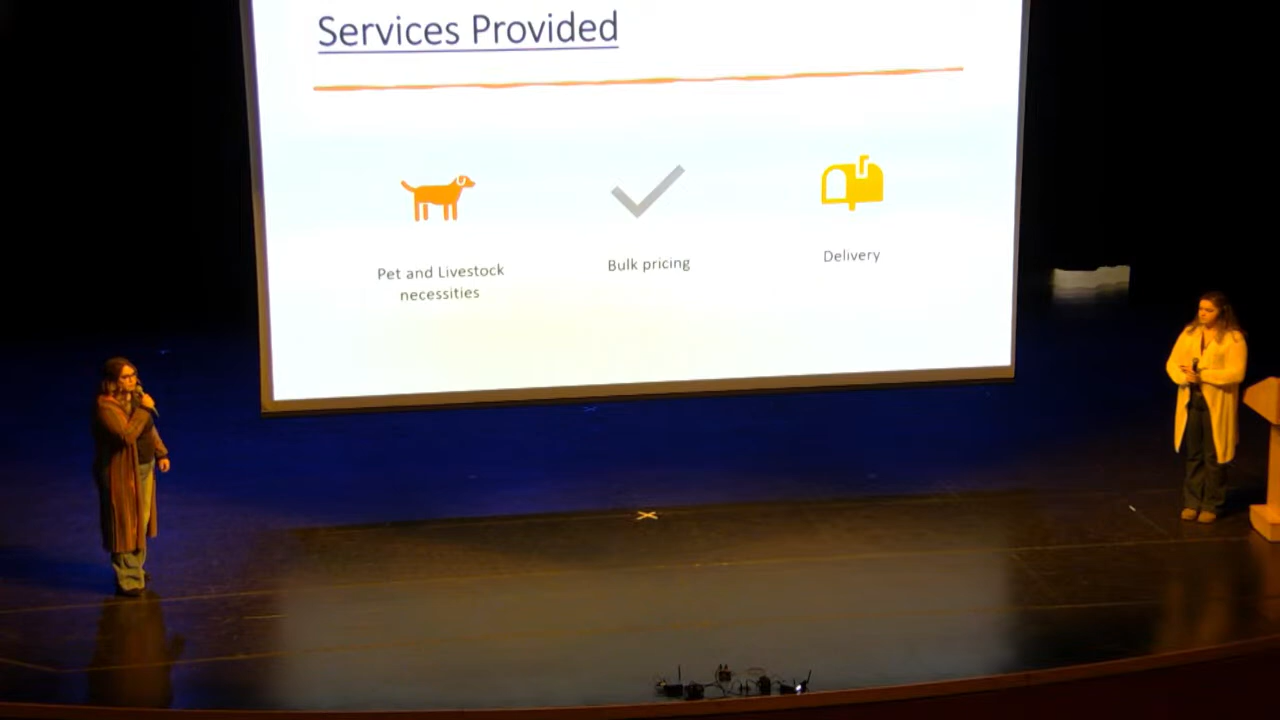 Services Provided
Pet and Livestock
necessities
Bulk pricing
Delivery